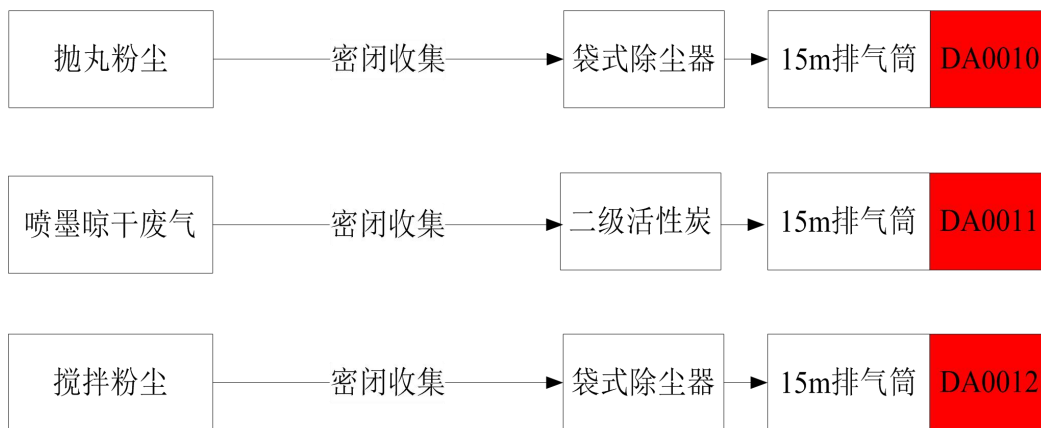 抛丸粉尘 密闭收集 袋式除尘器 15m排气筒 DA0010
喷墨晾干废气 密闭收集 二级活性炭 15m排气筒 DA0011
搅拌粉尘 密闭收集 袋式除尘器 15m排气筒 DA0012